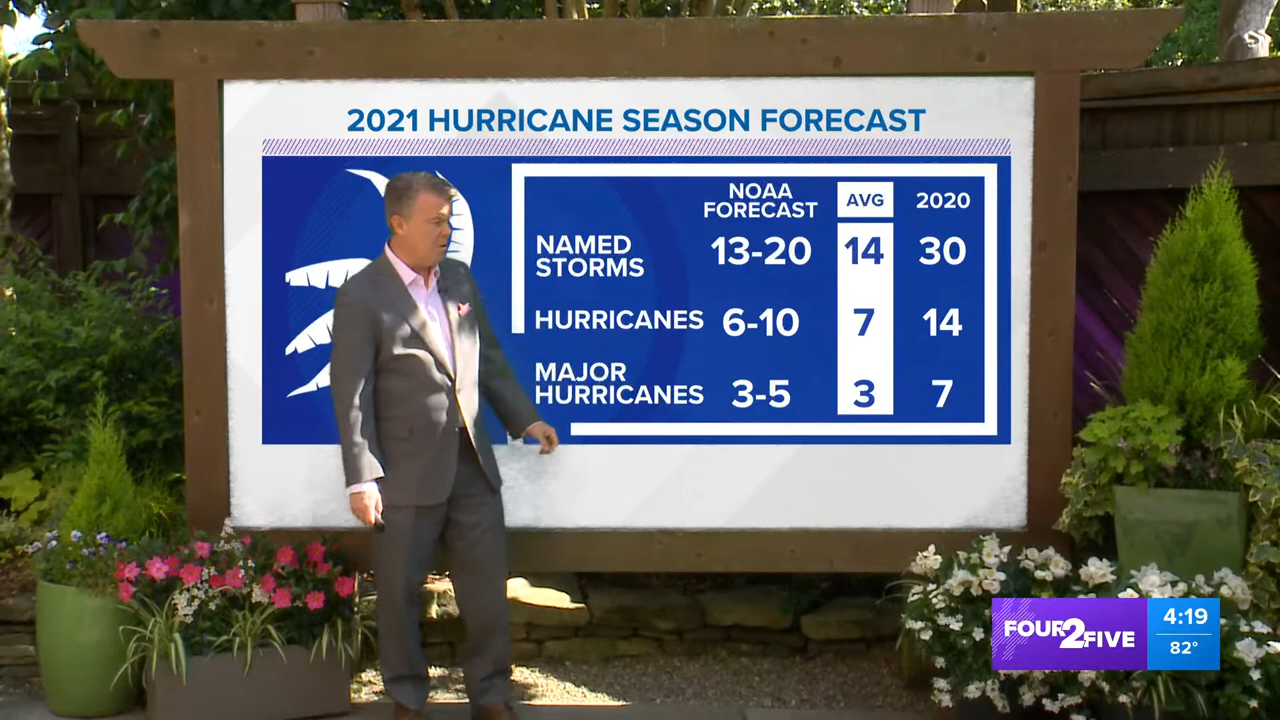 2021 HURRICANE SEASON FORECAST
NOAA FORECAST AVG 2020
NAMED STORMS 13-20 14 30
HURRICANES 6-10 7 14
MAJOR HURRICANES 3-5 3 7
FOUR2FIVE 4:19
82°